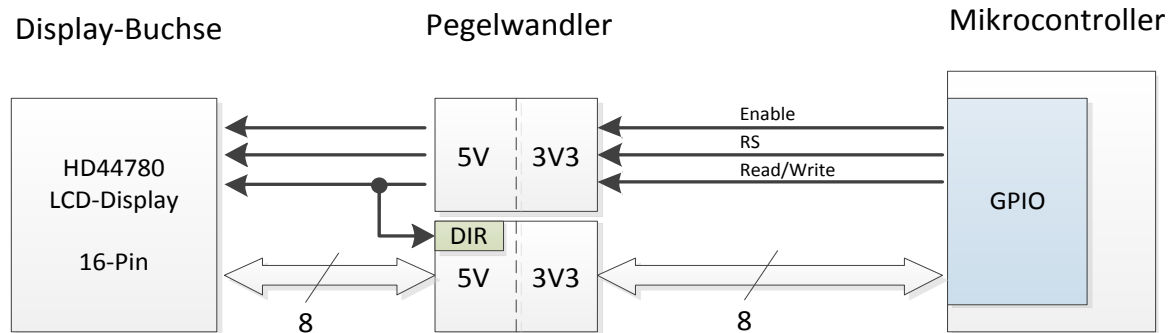 Display-Buchse
Pegelwandler
Mikrocontroller
HD44780
LCD-Display
16-Pin
5V
3V3
Enable
RS
Read/Write
GPIO
DIR
5V
3V3
8
8